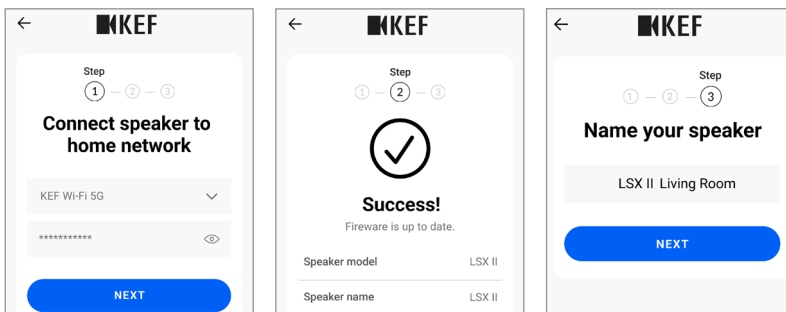 KEF
Step
1 2 3
Connect speaker to
home network
KEF Wi-Fi 5G
***********
NEXT
KEF
Step
1 2 3
Success!
Fireware is up to date.
Speaker model LSX II
Speaker name LSX II
KEF
Step
1 2 3
Name your speaker
LSX II Living Room
NEXT